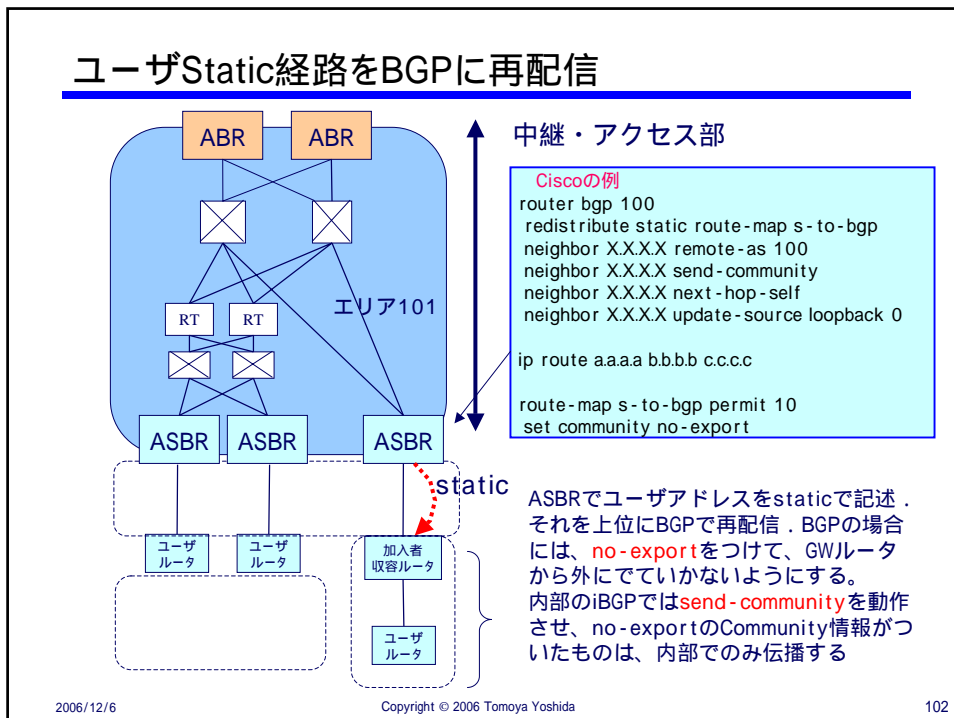 ユーザStatic経路をBGPに再配信
ABR
ABR
中継・アクセス部
Ciscoの例
router bgp 100
redistribute static route-map s-to-bgp
neighbor X.X.X.X remote-as 100
neighbor X.X.X.X send-community
neighbor X.X.X.X next-hop-self
neighbor X.X.X.X update-source loopback 0
ip route a.a.a.a b.b.b.b c.c.c.c
route-map s-to-bgp permit 10
set community no-export
エリア101
RT
RT
ASBR
ASBR
ASBR
static
ユーザ
ルータ
ユーザ
ルータ
加入者
収容ルータ
ユーザ
ルータ
ASBRでユーザアドレスをstaticで記述．
それを上位にBGPで再配信．BGPの場合
には、no-exportをつけて、GWルータ
から外にでていかないようにする。
内部のiBGPではsend-communityを動作
させ、no-exportのCommunity情報がつ
いたものは、内部でのみ伝播する
2006/12/6
Copyright © 2006 Tomoya Yoshida
102